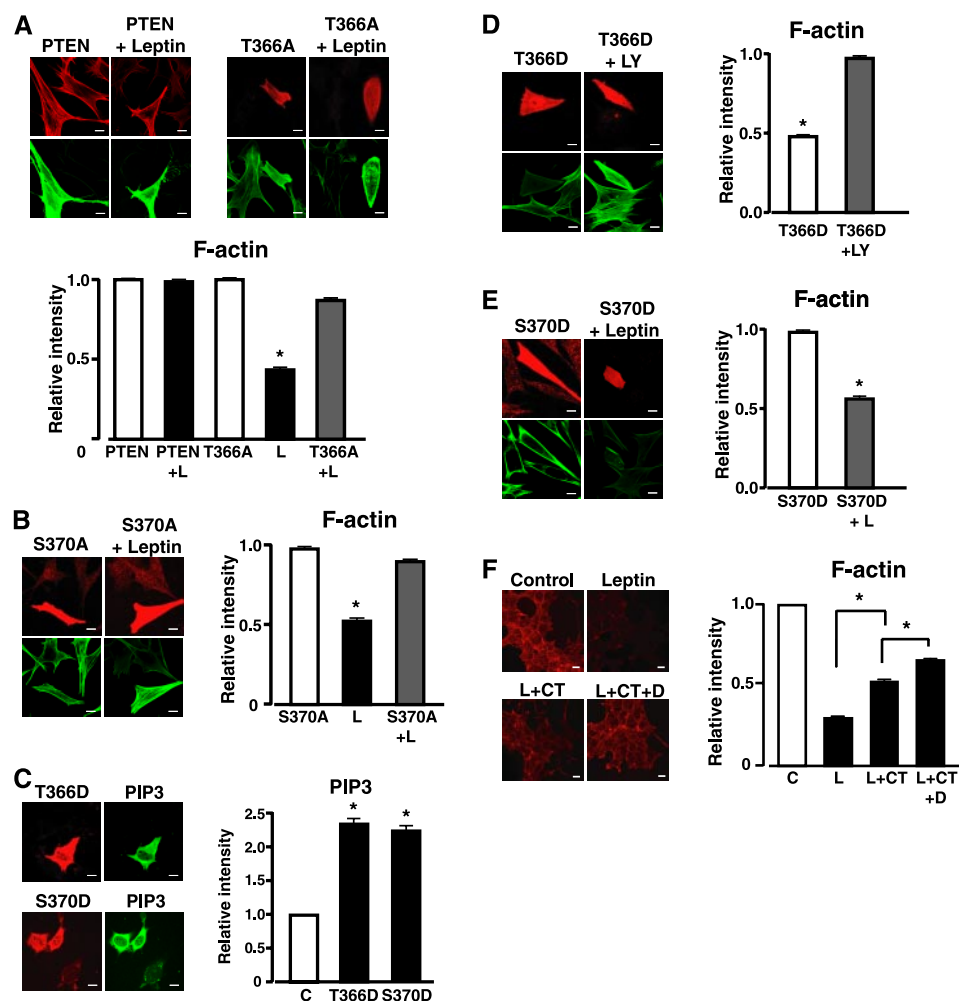 A
PTEN
PTEN
+ Leptin
T366A
T366A
+ Leptin
F-actin
Relative intensity
1.0
0.5
0
PTEN
PTEN
+L
T366A
L
T366A
+L
B
S370A
S370A
+ Leptin
F-actin
Relative intensity
1.0
0.5
0
*
S370A
L
S370A
+L
C
T366D
PIP3
S370D
PIP3
PIP3
Relative intensity
2.5
2.0
1.5
1.0
0.5
0
*
*
C
T366D
S370D
D
T366D
T366D
+ LY
F-actin
Relative intensity
1.0
0.5
0.0
*
T366D
T366D
+LY
E
S370D
S370D
+ Leptin
F-actin
Relative intensity
1.0
0.5
0.0
*
S370D
S370D
+ L
F
Control
Leptin
L+CT
L+CT+D
F-actin
Relative intensity
1.0
0.5
0
*
*
C
L
L+CT
L+CT
+D